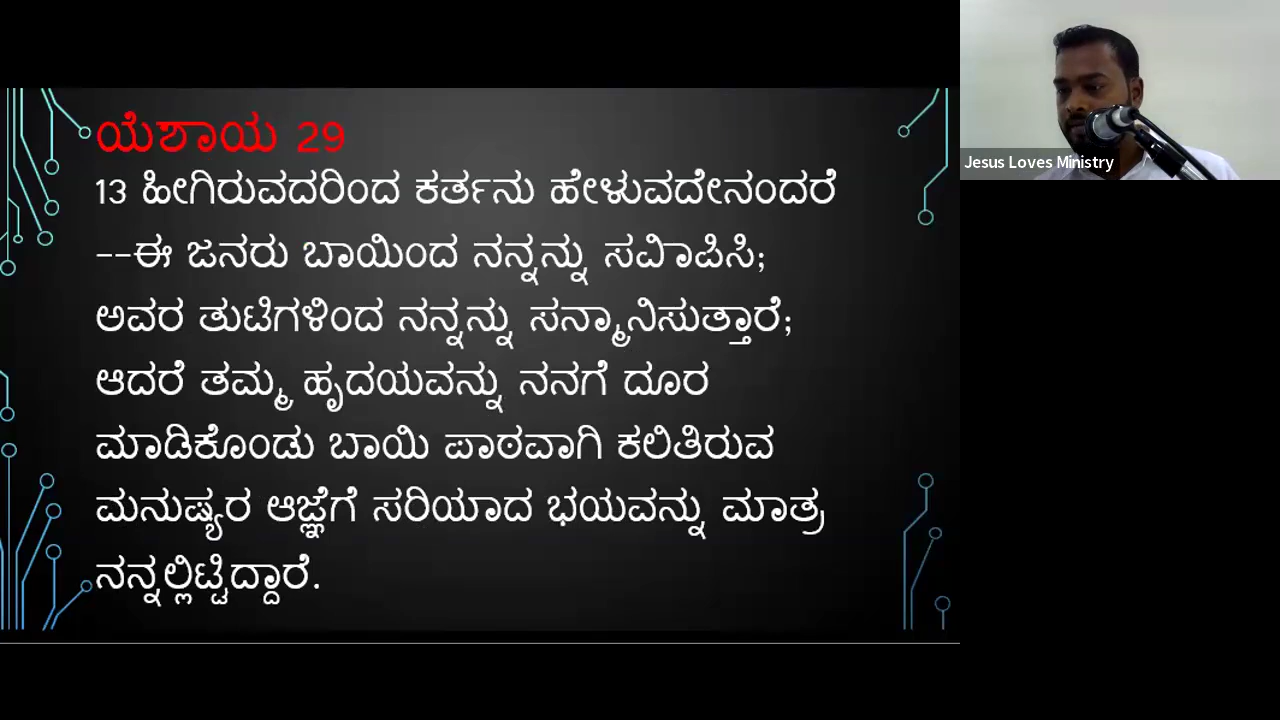 ಯೆಶಾಯ 29
13 ಹೀಗಿರುವದರಿಂದ ಕರ್ತನು ಹೇಳುವದೇನಂದರೆ
--ಈ ಜನರು ಬಾಯಿಂದ ನನ್ನನ್ನು ಸವಿಾಪಿಸಿ;
ಅವರ ತುಟಿಗಳಿಂದ ನನ್ನನ್ನು ಸನ್ಮಾನಿಸುತ್ತಾರೆ;
ಆದರೆ ತಮ್ಮ ಹೃದಯವನ್ನು ನನಗೆ ದೂರ
ಮಾಡಿಕೊಂಡು ಬಾಯಿ ಪಾಠವಾಗಿ ಕಲಿತಿರುವ
ಮನುಷ್ಯರ ಆಜ್ಞೆಗೆ ಸರಿಯಾದ ಭಯವನ್ನು ಮಾತ್ರ
ನನ್ನಲ್ಲಿಟ್ಟಿದ್ದಾರೆ.
Jesus Loves Ministry